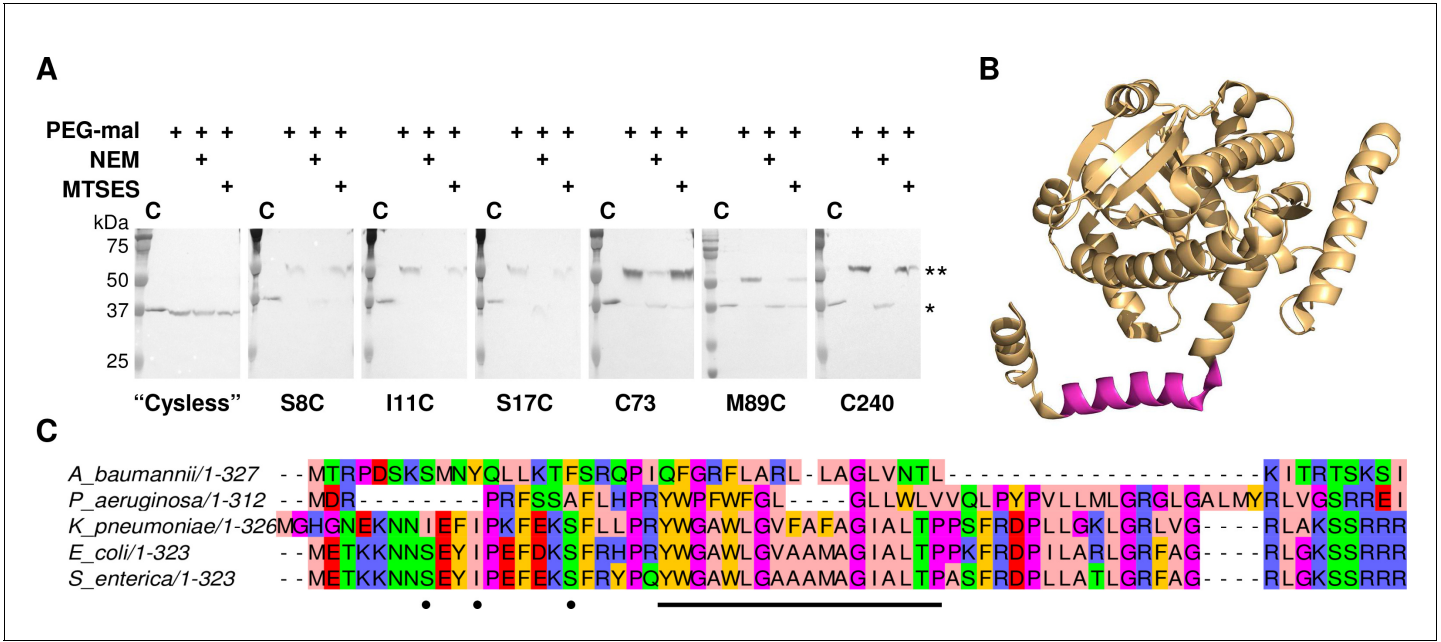 A
B
PEG-mal + + + + + + + + + + + + + + + + + + + + +
NEM + + + + + + +
MTSES + + + + + + +
kDa C C C C C C C
75
50 **
37 *
25
“Cysless” S8C I11C S17C C73 M89C C240
C
A_baumannii/1-327 --MTRPDSKSMNYQLLKTFSRQPIQFGRFLARL-LAGLVNTL--------------------KITRTSKSI
P_aeruginosa/1-312 --MDR--------PRFSSAFLHPRYWPFWFGL----GLLWLVVQLPYPVLLMLGRGLGALMYRLVGSRREI
K_pneumoniae/1-326 MGHGNEKNNIEFIPKFEKSFLLPRYWGAWLGVFAFAGIALTPPSFRDPLLGKLGRLVG----RLAKSSRRR
E_coli/1-323 --METKKNNSEYIPEFDKSFRHPRYWGAWLGVAAMAGIALTPPKFRDPILARLGRFAG----RLGKSSRRR
S_enterica/1-323 --METKKNNSEYIPEFEKSFRYPQYWGAWLGAAAMAGIALTPASFRDPLLATLGRFAG----RLGKSSRRR